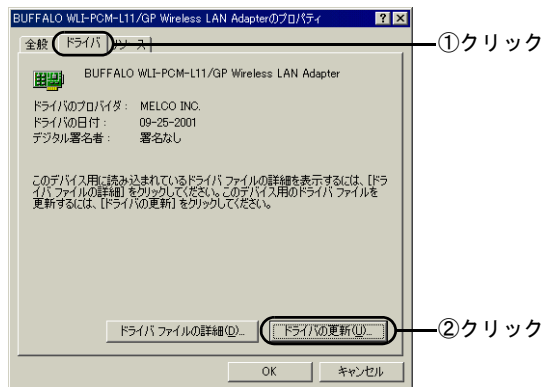 BUFFALO WLI-PCM-L11/GP Wireless LAN Adapterのプロパティ
全般 ドライバ リソース
①クリック
BUFFALO WLI-PCM-L11/GP Wireless LAN Adapter
ドライバのプロバイダ: MELCO INC.
ドライバの日付: 09-25-2001
デジタル署名者: 署名なし
このデバイス用に読み込まれているドライバ ファイルの詳細を表示するには、[ドラ
イバ ファイルの詳細] をクリックしてください。このデバイス用のドライバ ファイルを
更新するには、[ドライバの更新] をクリックしてください。
ドライバ ファイルの詳細(D)... ドライバの更新(U)...
②クリック
OK キャンセル